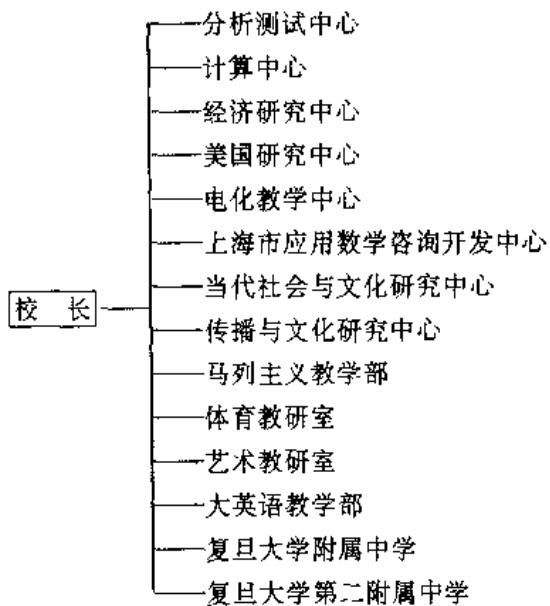 分析测试中心
计算中心
经济研究中心
美国研究中心
电化教学中心
上海市应用数学咨询开发中心
当代社会与文化研究中心
校 长
传播与文化研究中心
马列主义教学部
体育教研室
艺术教研室
大英语教学部
复旦大学附属中学
复旦大学第二附属中学